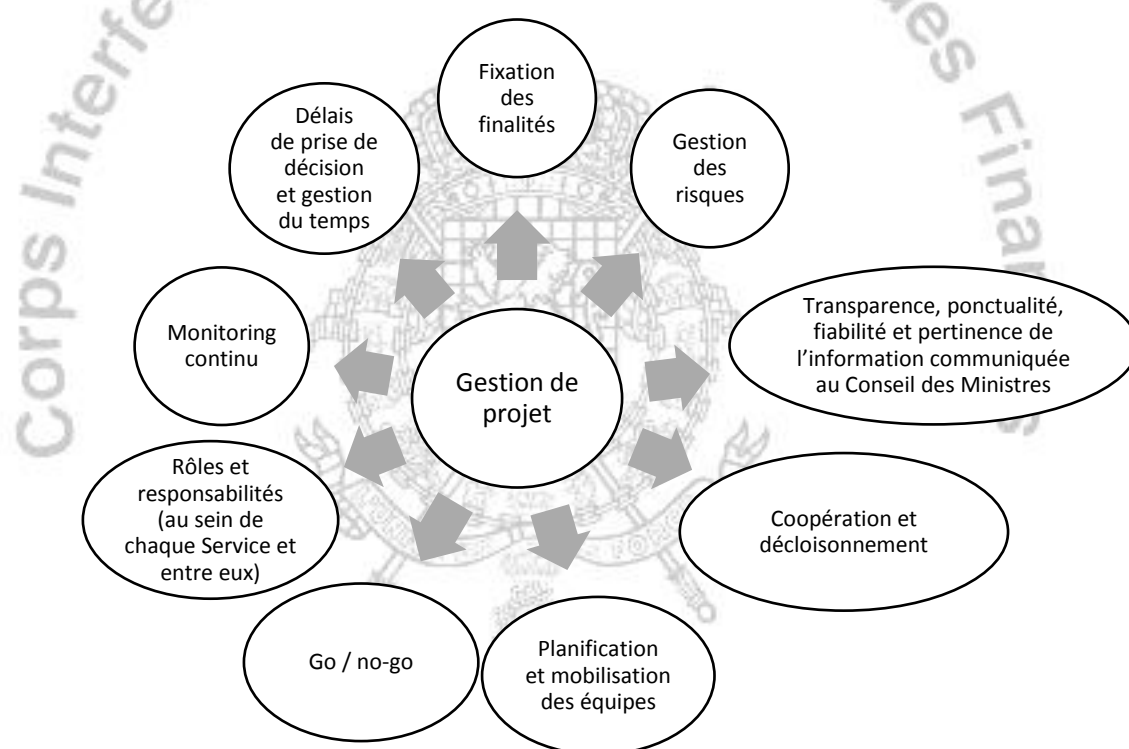 Corps Interfé
des Finances
Fixation
des
finalités
Gestion
des
risques
Transparence, ponctualité,
fiabilité et pertinence de
l’information communiquée
au Conseil des Ministres
Coopération et
décloisonnement
Planification
et mobilisation
des équipes
Go / no-go
Rôles et
responsabilités
(au sein de
chaque Service et
entre eux)
Monitoring
continu
Délais
de prise de
décision
et gestion
du temps
Gestion de
projet